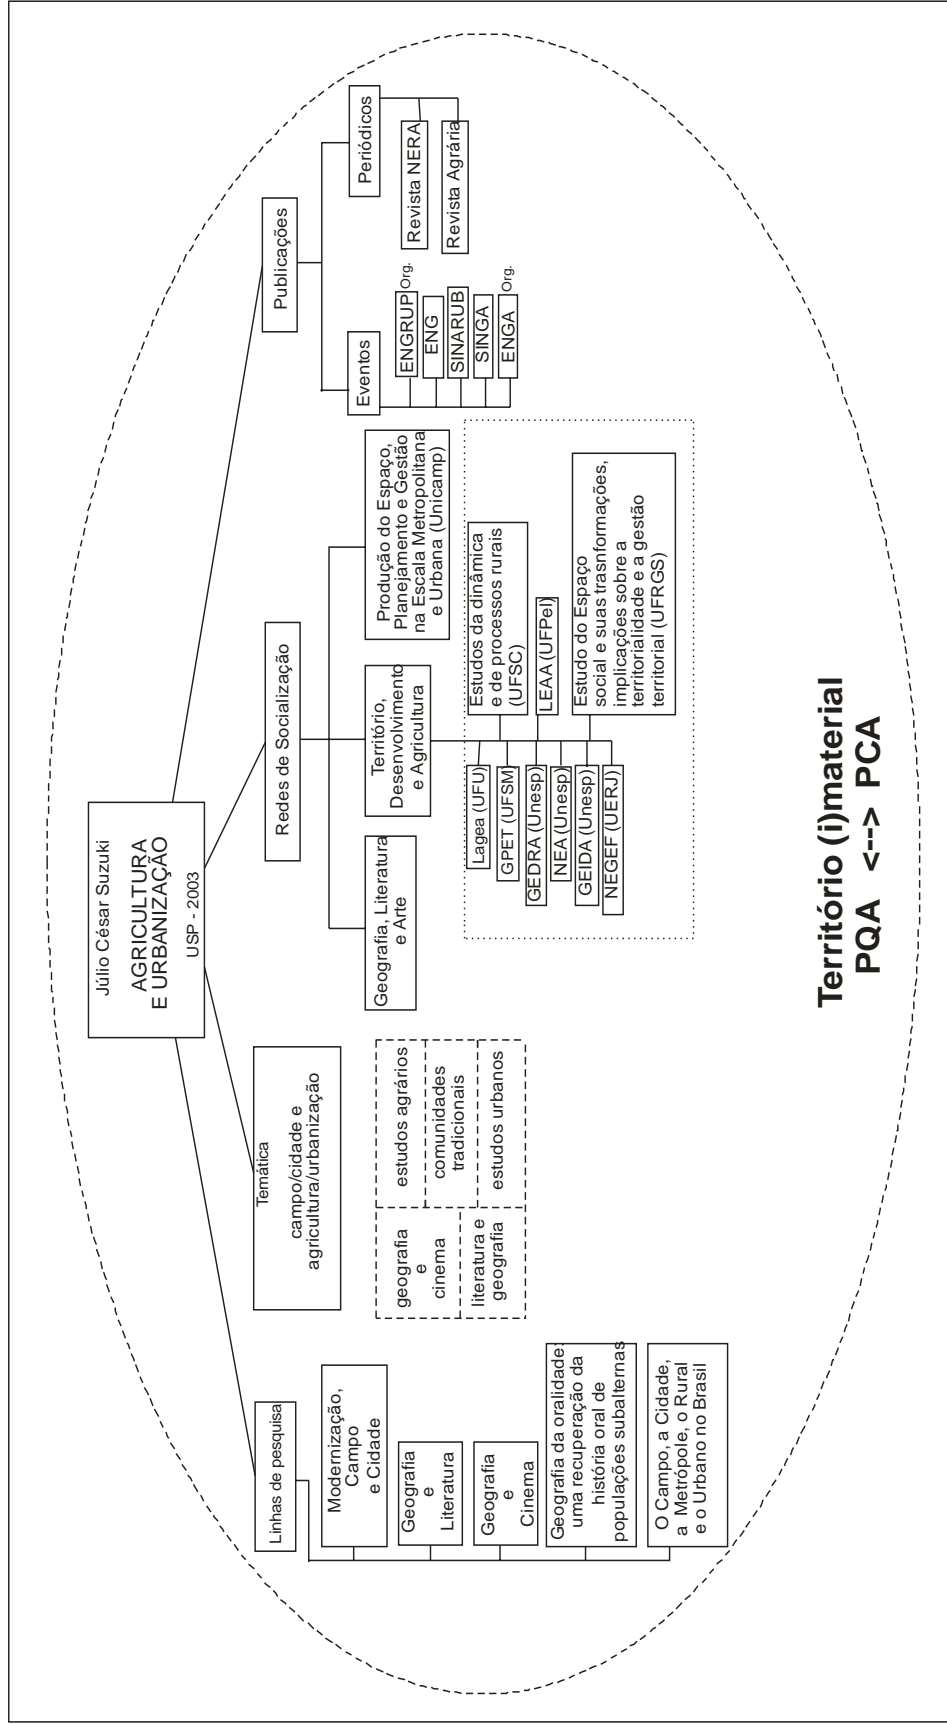 Júlio César Suzuki
AGRICULTURA
E URBANIZAÇÃO
USP - 2003
Linhas de pesquisa
Modernização,
Campo
e Cidade
Geografia
e
Literatura
Geografia
e
Cinema
Geografia da oralidade:
uma recuperação da
história oral de
populações subalternas
O Campo, a Cidade,
a Metrópole, o Rural
e o Urbano no Brasil
Temática
campo/cidade e
agricultura/urbanização
geografia
e
cinema
literatura e
geografia
estudos agrários
comunidades
tradicionais
estudos urbanos
Redes de Socialização
Geografia, Literatura
e Arte
Território,
Desenvolvimento
e Agricultura
Produção do Espaço,
Planejamento e Gestão
na Escala Metropolitana
e Urbana (Unicamp)
Lagea (UFU)
GPET (UFSM)
GEDRA (Unesp)
NEA (Unesp)
GEIDA (Unesp)
NEGEF (UERJ)
Estudos da dinâmica
e de processos rurais
(UFSC)
LEAA (UFPel)
Estudo do Espaço
social e suas trasnformações,
implicações sobre a
territorialidade e a gestão
territorial (UFRGS)
Publicações
Eventos
ENGRUP Org.
ENG
SINARUB
SINGA
ENGA Org.
Periódicos
Revista NERA
Revista Agrária
Território (i)material
PQA <--> PCA